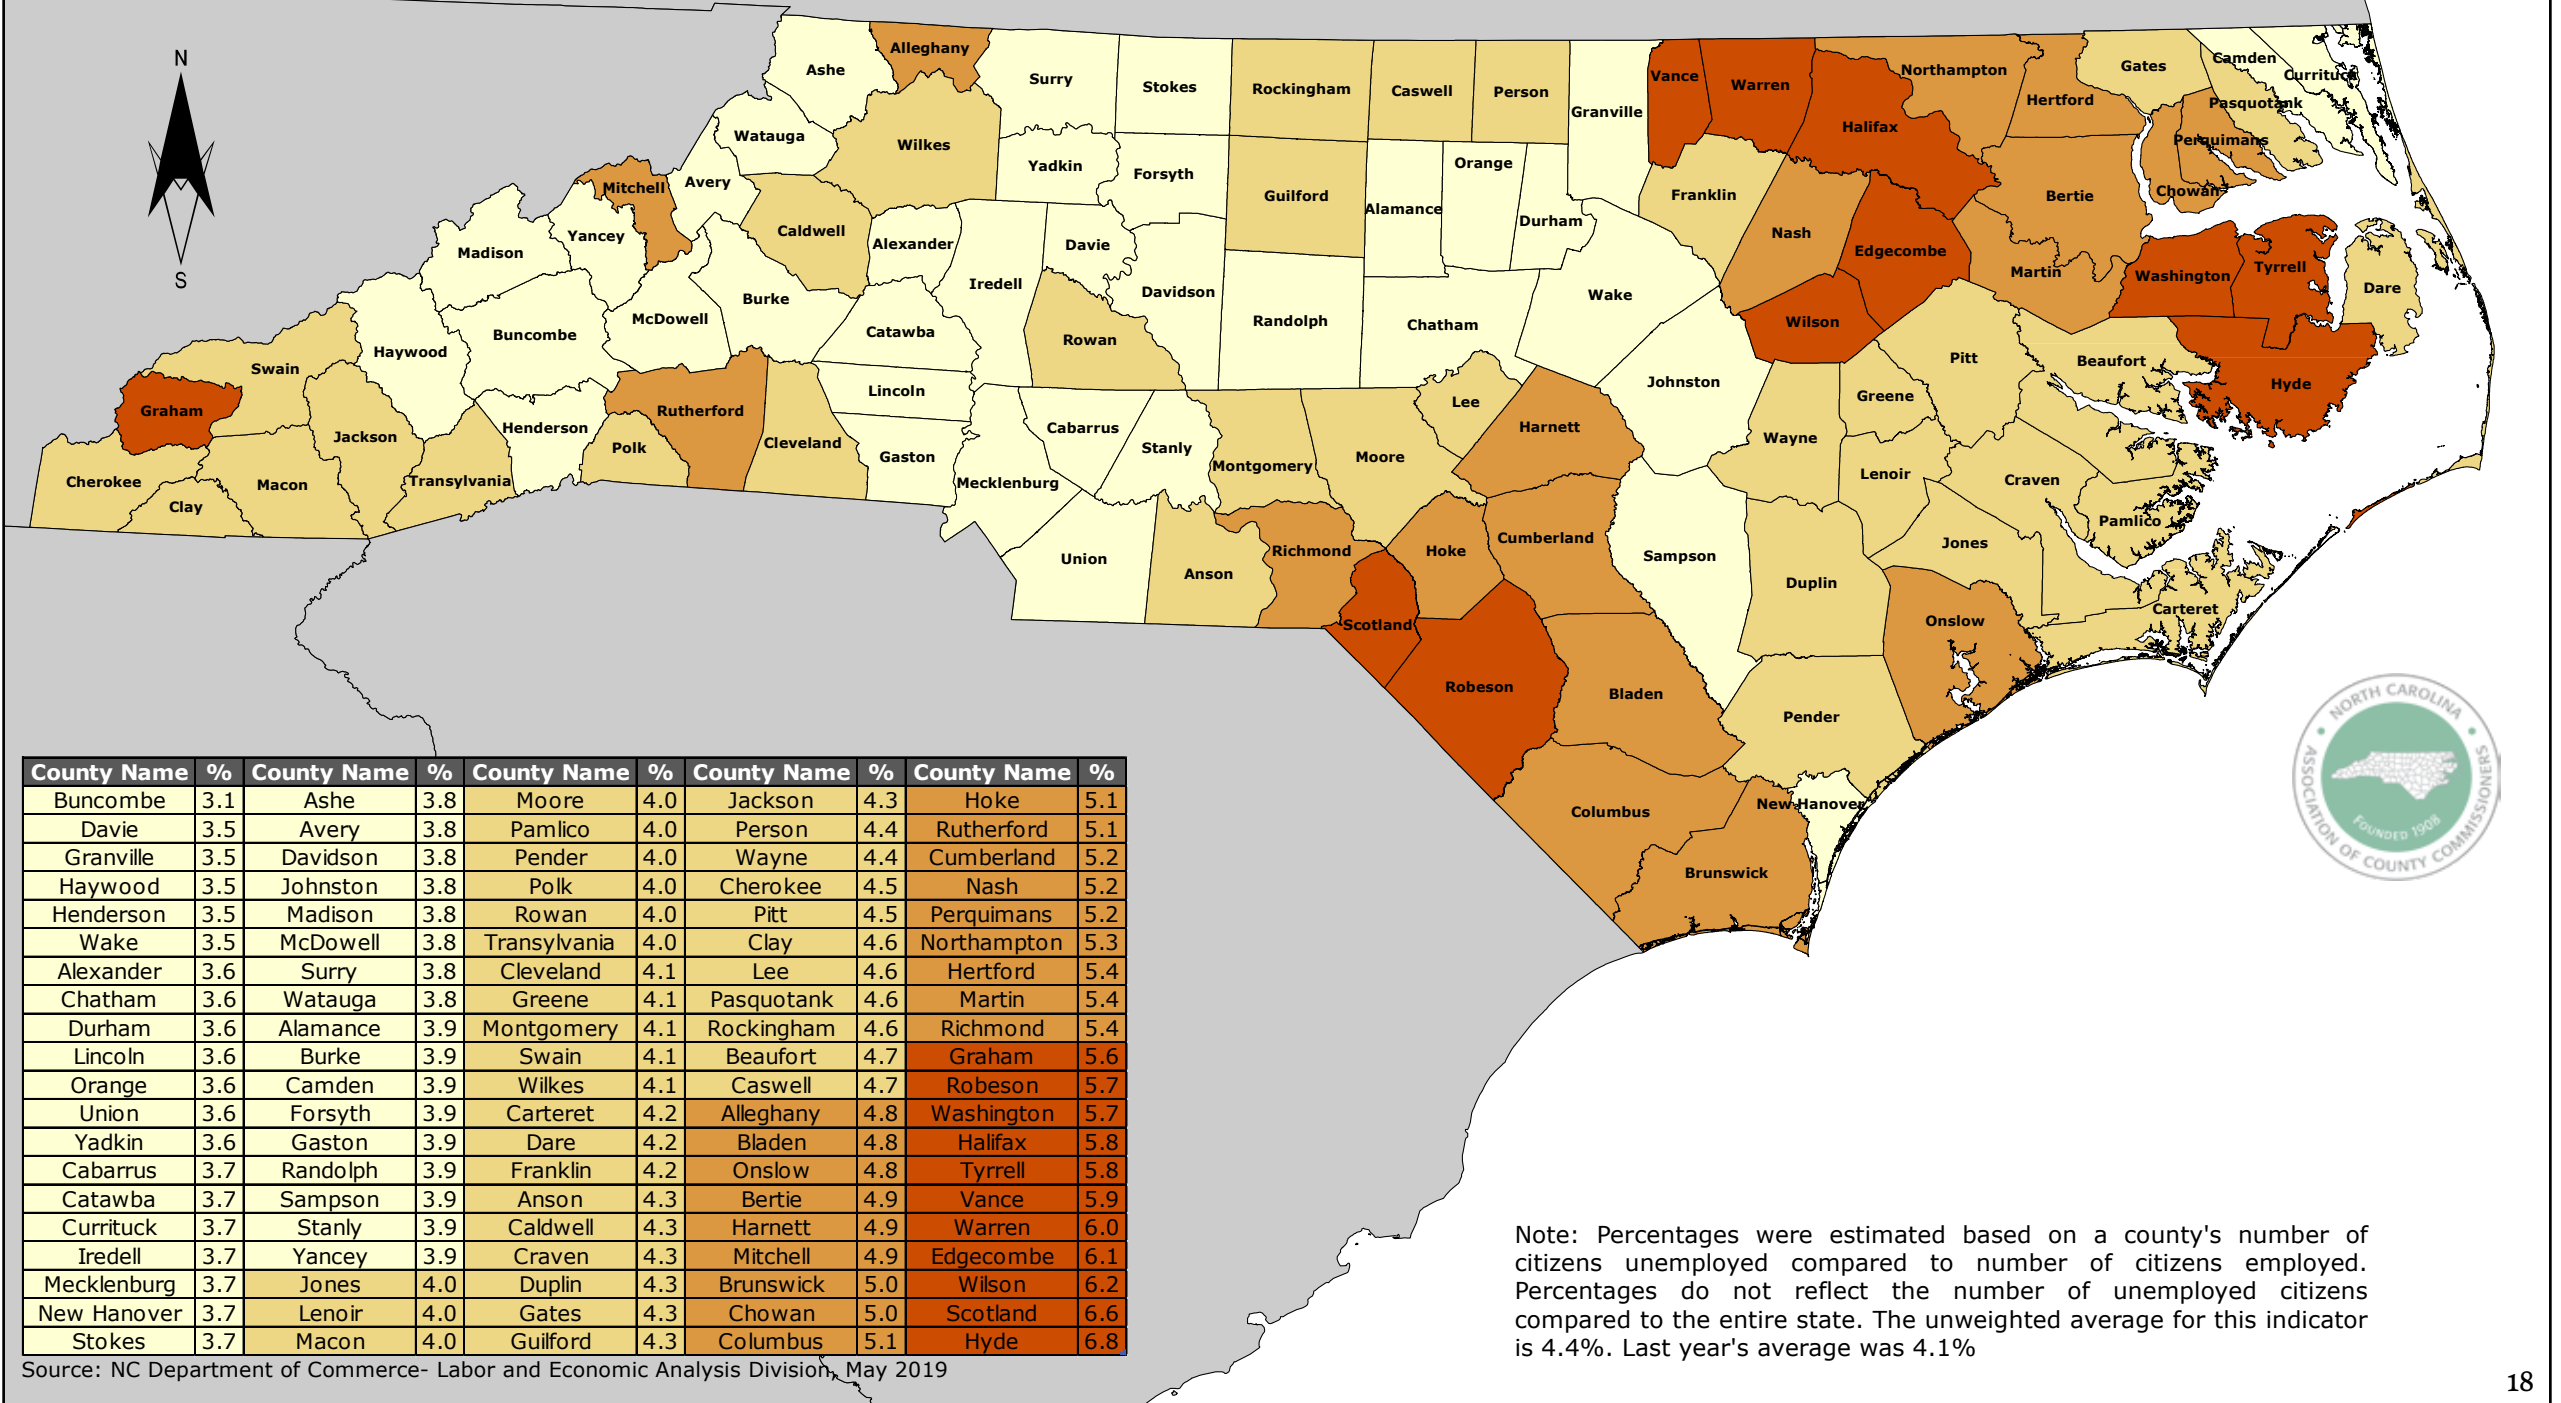 N
S
Alleghany
Ashe
Surry
Stokes
Rockingham
Caswell
Person
Granville
Vance
Warren
Northampton
Halifax
Hertford
Gates
Camden
Currituck
Pasquotank
Perquimans
Chowan
Bertie
Watauga
Wilkes
Yadkin
Forsyth
Guilford
Alamance
Orange
Durham
Franklin
Nash
Edgecombe
Martin
Washington
Tyrrell
Dare
Mitchell
Avery
Caldwell
Alexander
Davie
Iredell
Davidson
Randolph
Chatham
Wake
Wilson
Madison
Yancey
Burke
McDowell
Buncombe
Catawba
Rowan
Johnston
Pitt
Beaufort
Hyde
Haywood
Swain
Graham
Jackson
Rutherford
Lincoln
Henderson
Polk
Cleveland
Gaston
Cabarrus
Stanly
Montgomery
Moore
Lee
Harnett
Wayne
Greene
Lenoir
Craven
Pamlico
Cherokee
Clay
Macon
Transylvania
Mecklenburg
Union
Anson
Richmond
Hoke
Cumberland
Sampson
Duplin
Jones
Carteret
Onslow
Scotland
Robeson
Bladen
Pender
Columbus
New Hanover
Brunswick
NORTH CAROLINA
ASSOCIATION OF COUNTY COMMISSIONERS
FOUNDED 1908
County Name % County Name % County Name % County Name % County Name %
Buncombe 3.1 Ashe 3.8 Moore 4.0 Jackson 4.3 Hoke 5.1
Davie 3.5 Avery 3.8 Pamlico 4.0 Person 4.4 Rutherford 5.1
Granville 3.5 Davidson 3.8 Pender 4.0 Wayne 4.4 Cumberland 5.2
Haywood 3.5 Johnston 3.8 Polk 4.0 Cherokee 4.5 Nash 5.2
Henderson 3.5 Madison 3.8 Rowan 4.0 Pitt 4.5 Perquimans 5.2
Wake 3.5 McDowell 3.8 Transylvania 4.0 Clay 4.6 Northampton 5.3
Alexander 3.6 Surry 3.8 Cleveland 4.1 Lee 4.6 Hertford 5.4
Chatham 3.6 Watauga 3.8 Greene 4.1 Pasquotank 4.6 Martin 5.4
Durham 3.6 Alamance 3.9 Montgomery 4.1 Rockingham 4.6 Richmond 5.4
Lincoln 3.6 Burke 3.9 Swain 4.1 Beaufort 4.7 Graham 5.6
Orange 3.6 Camden 3.9 Wilkes 4.1 Caswell 4.7 Robeson 5.7
Union 3.6 Forsyth 3.9 Carteret 4.2 Alleghany 4.8 Washington 5.7
Yadkin 3.6 Gaston 3.9 Dare 4.2 Bladen 4.8 Halifax 5.8
Cabarrus 3.7 Randolph 3.9 Franklin 4.2 Onslow 4.8 Tyrrell 5.8
Catawba 3.7 Sampson 3.9 Anson 4.3 Bertie 4.9 Vance 5.9
Currituck 3.7 Stanly 3.9 Caldwell 4.3 Harnett 4.9 Warren 6.0
Iredell 3.7 Yancey 3.9 Craven 4.3 Mitchell 4.9 Edgecombe 6.1
Mecklenburg 3.7 Jones 4.0 Duplin 4.3 Brunswick 5.0 Wilson 6.2
New Hanover 3.7 Lenoir 4.0 Gates 4.3 Chowan 5.0 Scotland 6.6
Stokes 3.7 Macon 4.0 Guilford 4.3 Columbus 5.1 Hyde 6.8
Source: NC Department of Commerce- Labor and Economic Analysis Division, May 2019
Note: Percentages were estimated based on a county's number of
citizens unemployed compared to number of citizens employed.
Percentages do not reflect the number of unemployed citizens
compared to the entire state. The unweighted average for this indicator
is 4.4%. Last year's average was 4.1%
18